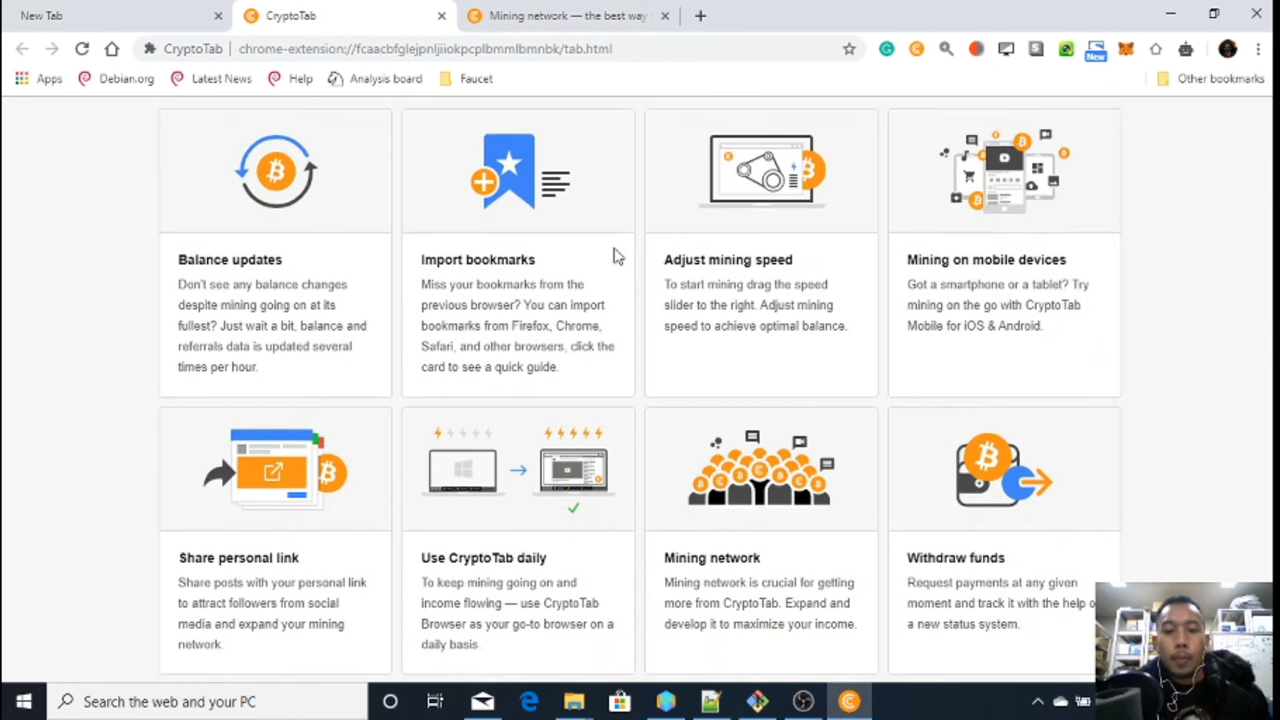 New Tab
CryptoTab
Mining network — the best way
CryptoTab
chrome-extension://fcaacbfglejpnljiiiokpcplbmmlbmnbk/tab.html
New
Apps
Debian.org
Latest News
Help
Analysis board
Faucet
Other bookmarks
Balance updates
Don't see any balance changes
despite mining going on at its
fullest? Just wait a bit, balance and
referrals data is updated several
times per hour.
Import bookmarks
Miss your bookmarks from the
previous browser? You can import
bookmarks from Firefox, Chrome,
Safari, and other browsers, click the
card to see a quick guide.
Adjust mining speed
To start mining drag the speed
slider to the right. Adjust mining
speed to achieve optimal balance.
Mining on mobile devices
Got a smartphone or a tablet? Try
mining on the go with CryptoTab
Mobile for iOS & Android.
Share personal link
Share posts with your personal link
to attract followers from social
media and expand your mining
network
Use CryptoTab daily
To keep mining going on and
income flowing — use CryptoTab
Browser as your go-to browser on a
daily basis.
Mining network
Mining network is crucial for getting
more from CryptoTab. Expand and
develop it to maximize your income.
Withdraw funds
Request payments at any given
moment and track it with the help o
a new status system.
Search the web and your PC